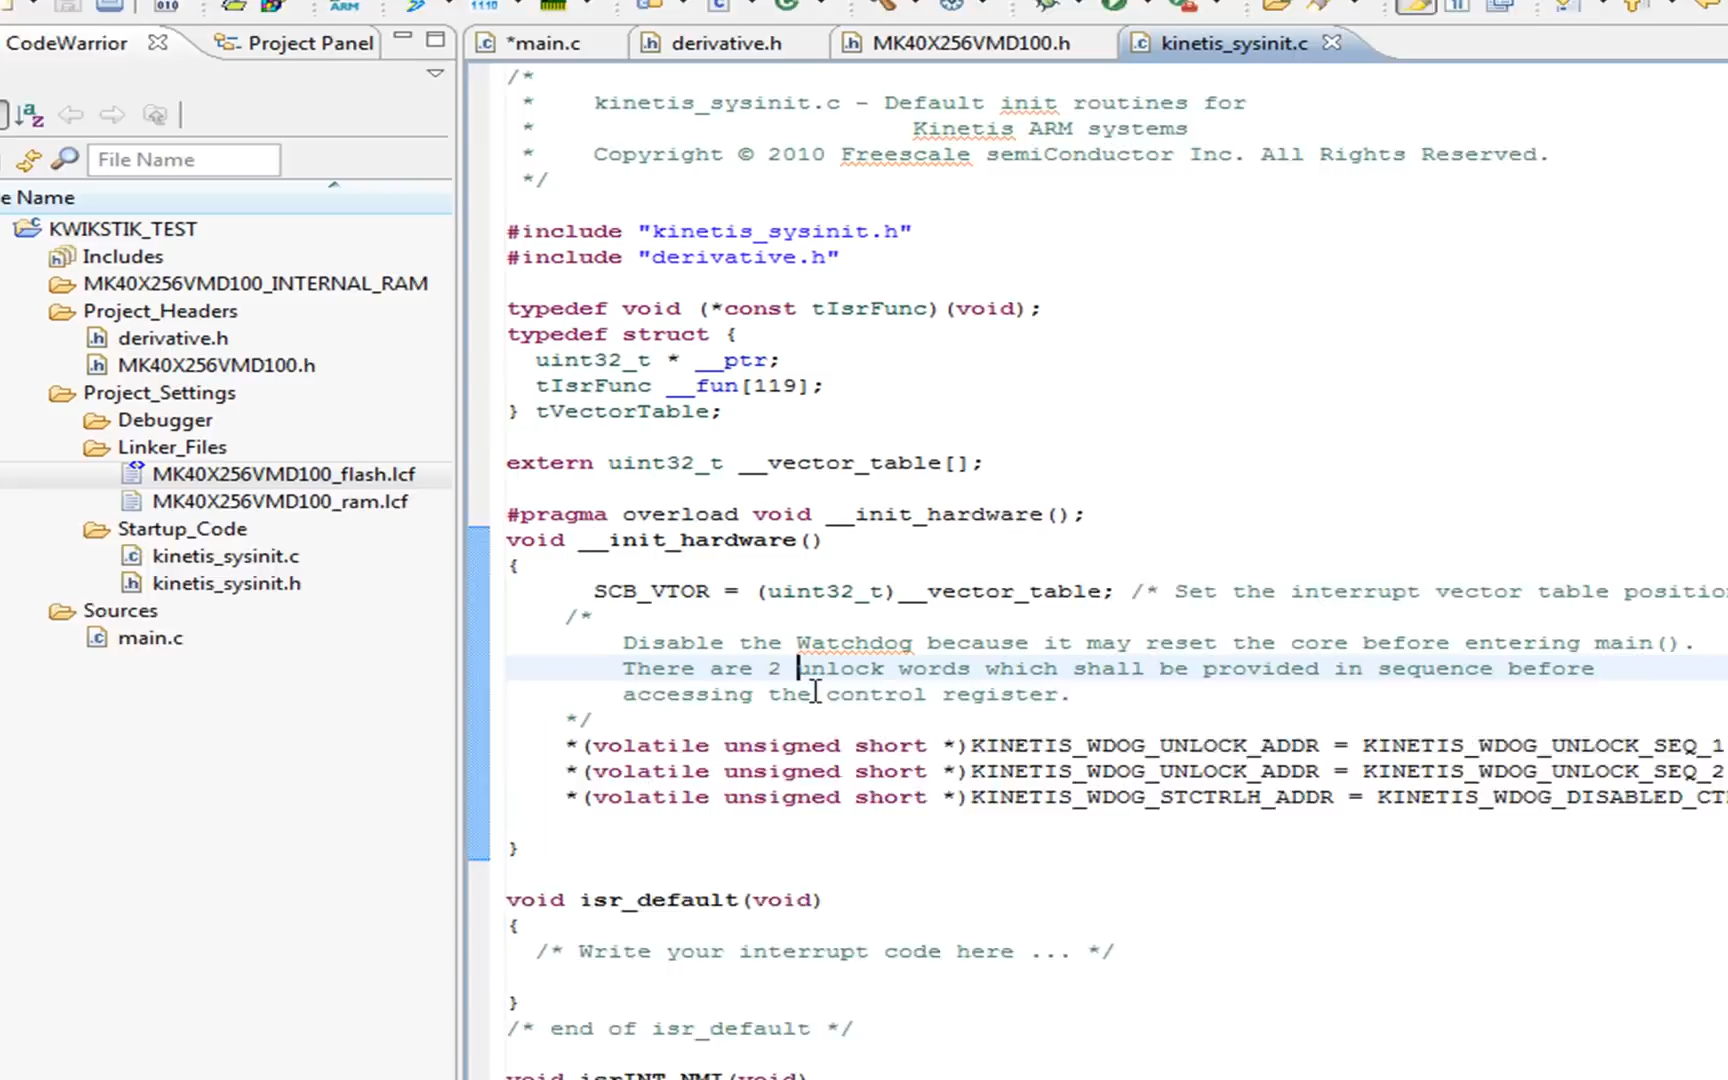 010
ARM
1110
CodeWarrior
Project Panel
*main.c
derivative.h
MK40X256VMD100.h
kinetis_sysinit.c
File Name
e Name
KWIKSTIK_TEST
Includes
MK40X256VMD100_INTERNAL_RAM
Project_Headers
derivative.h
MK40X256VMD100.h
Project_Settings
Debugger
Linker_Files
MK40X256VMD100_flash.lcf
MK40X256VMD100_ram.lcf
Startup_Code
kinetis_sysinit.c
kinetis_sysinit.h
Sources
main.c
/*
* kinetis_sysinit.c - Default init routines for
* Kinetis ARM systems
* Copyright © 2010 Freescale semiConductor Inc. All Rights Reserved.
*/
#include "kinetis_sysinit.h"
#include "derivative.h"
typedef void (*const tIsrFunc)(void);
typedef struct {
uint32_t * __ptr;
tIsrFunc __fun[119];
} tVectorTable;
extern uint32_t __vector_table[];
#pragma overload void __init_hardware();
void __init_hardware()
{
SCB_VTOR = (uint32_t)__vector_table; /* Set the interrupt vector table positio
/*
Disable the Watchdog because it may reset the core before entering main().
There are 2 unlock words which shall be provided in sequence before
accessing the control register.
*/
*(volatile unsigned short *)KINETIS_WDOG_UNLOCK_ADDR = KINETIS_WDOG_UNLOCK_SEQ_1
*(volatile unsigned short *)KINETIS_WDOG_UNLOCK_ADDR = KINETIS_WDOG_UNLOCK_SEQ_2
*(volatile unsigned short *)KINETIS_WDOG_STCTRLH_ADDR = KINETIS_WDOG_DISABLED_CT
}
void isr_default(void)
{
/* Write your interrupt code here ... */
}
/* end of isr_default */
void isrINT_NMI(void)